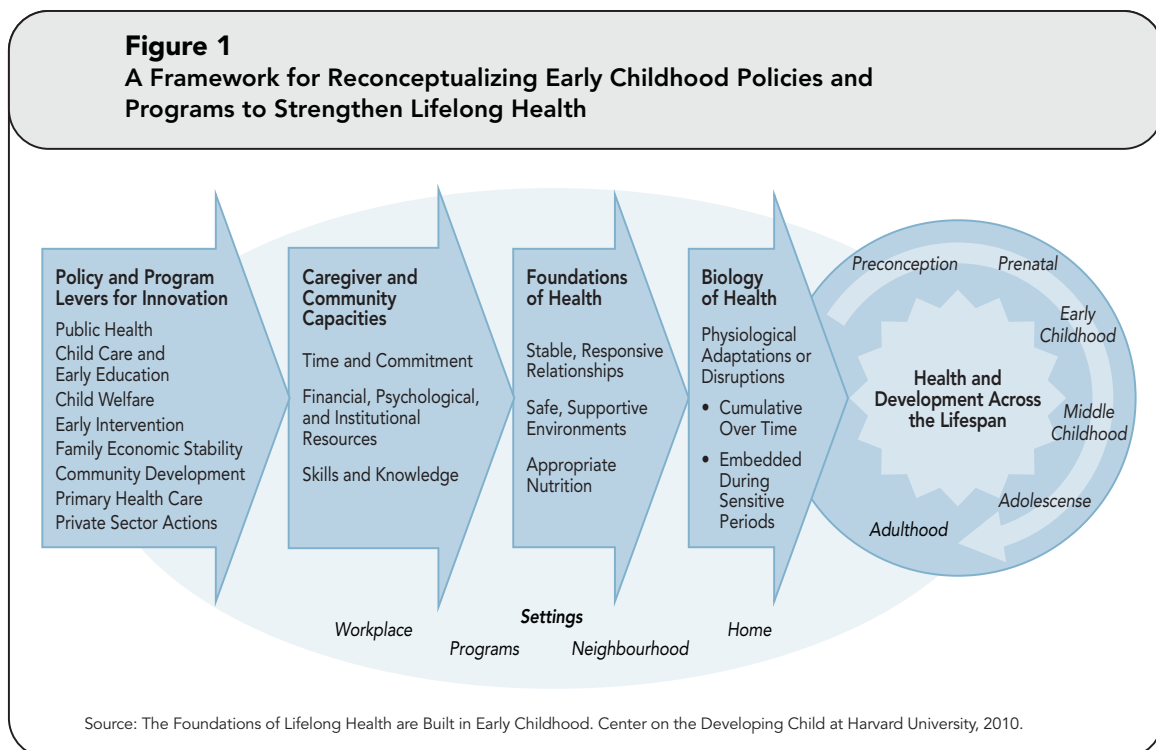 Figure 1
A Framework for Reconceptualizing Early Childhood Policies and
Programs to Strengthen Lifelong Health
Policy and Program
Levers for Innovation
Public Health
Child Care and
Early Education
Child Welfare
Early Intervention
Family Economic Stability
Community Development
Primary Health Care
Private Sector Actions
Caregiver and
Community
Capacities
Time and Commitment
Financial, Psychological,
and Institutional
Resources
Skills and Knowledge
Foundations
of Health
Stable, Responsive
Relationships
Safe, Supportive
Environments
Appropriate
Nutrition
Biology
of Health
Physiological
Adaptations or
Disruptions
• Cumulative
Over Time
• Embedded
During
Sensitive
Periods
Preconception
Prenatal
Early
Childhood
Middle
Childhood
Adolescense
Adulthood
Health and
Development Across
the Lifespan
Settings
Workplace
Programs
Neighbourhood
Home
Source: The Foundations of Lifelong Health are Built in Early Childhood. Center on the Developing Child at Harvard University, 2010.